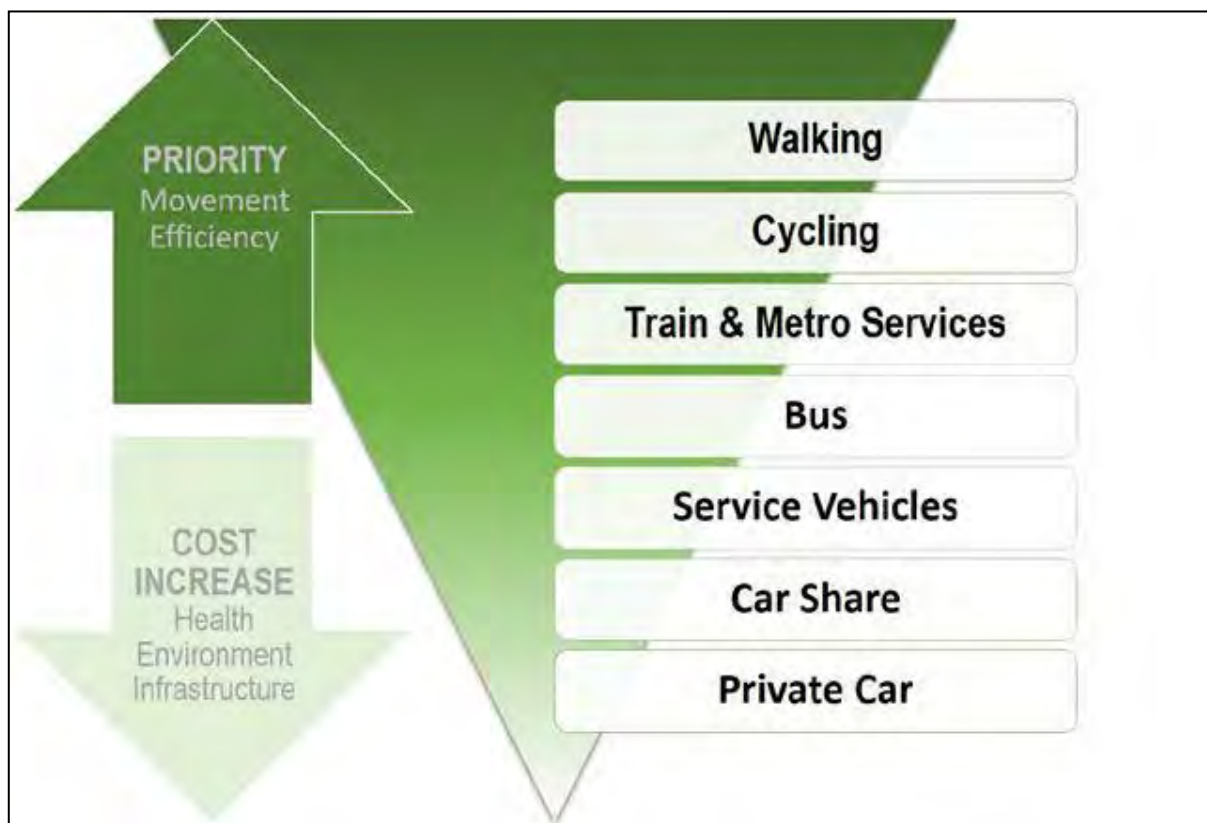 PRIORITY
Movement
Efficiency
COST
INCREASE
Health
Environment
Infrastructure
Walking
Cycling
Train & Metro Services
Bus
Service Vehicles
Car Share
Private Car